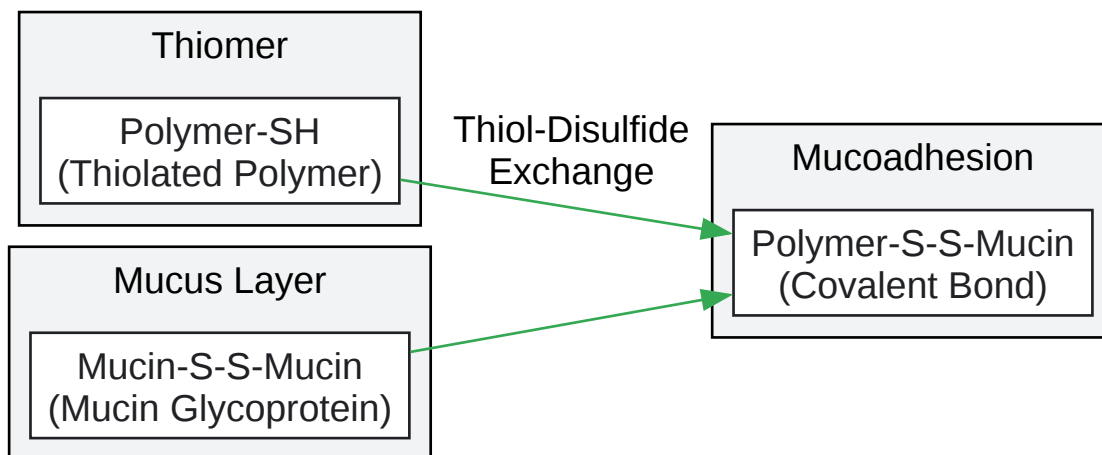 Thiomer
Polymer-SH
(Thiolated Polymer)
Thiol-Disulfide
Exchange
Mucus Layer
Mucin-S-S-Mucin
(Mucin Glycoprotein)
Mucoadhesion
Polymer-S-S-Mucin
(Covalent Bond)